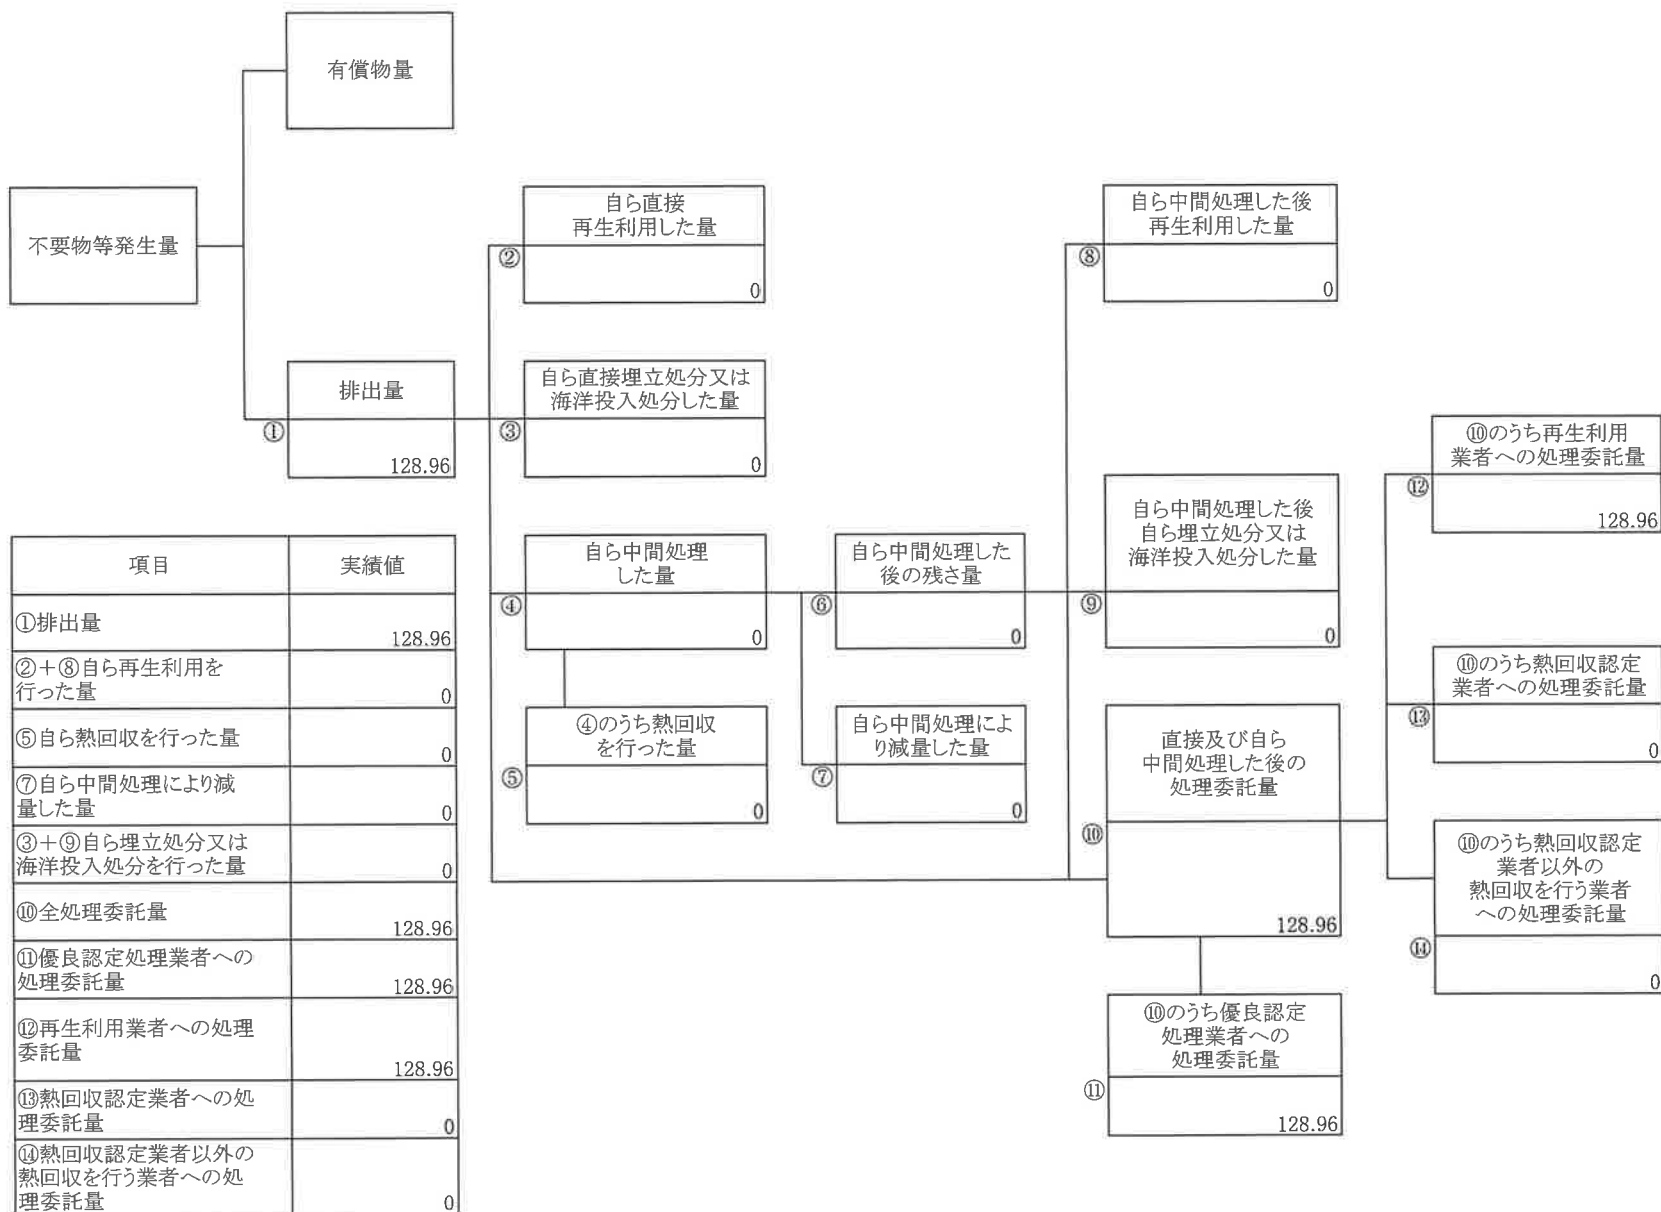 有償物量
不要物等発生量
自ら直接
再生利用した量
②
0
自ら中間処理した後
再生利用した量
⑧
0
排出量
①
128.96
自ら直接埋立処分又は
海洋投入処分した量
③
0
⑩のうち再生利用
業者への処理委託量
⑫
128.96
自ら中間処理
した量
④
0
自ら中間処理した
後の残さ量
⑥
0
自ら中間処理した後
自ら埋立処分又は
海洋投入処分した量
⑨
0
④のうち熱回収
を行った量
⑤
0
自ら中間処理によ
り減量した量
⑦
0
直接及び自ら
中間処理した後の
処理委託量
⑩
128.96
⑩のうち熱回収認定
業者への処理委託量
⑬
0
⑩のうち熱回収認定
業者以外の
熱回収を行う業者
への処理委託量
⑭
0
⑩のうち優良認定
処理業者への
処理委託量
⑪
128.96
項目 実績値
①排出量
128.96
②+⑧自ら再生利用を
行った量
0
⑤自ら熱回収を行った量
0
⑦自ら中間処理により減
量した量
0
③+⑨自ら埋立処分又は
海洋投入処分を行った量
0
⑩全処理委託量
128.96
⑪優良認定処理業者への
処理委託量
128.96
⑫再生利用業者への処理
委託量
128.96
⑬熱回収認定業者への処
理委託量
0
⑭熱回収認定業者以外の
熱回収を行う業者への処
理委託量
0